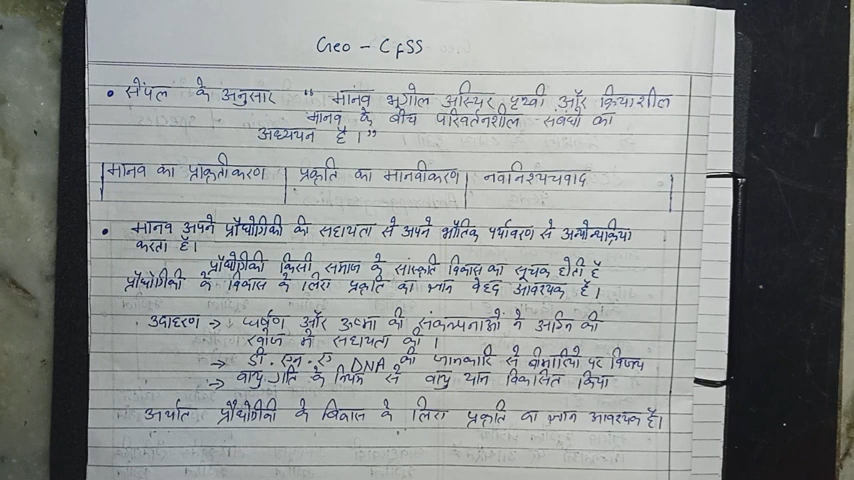 Geo - CfSS
• सेंपल के अनुसार " मानव भूगोल अस्थिर पृथ्वी और क्रियाशील
मानव के बीच परिवर्तनशील संबंधो का
अध्ययन है।"
मानव का प्राकृतीकरण | प्रकृति का मानवीकरण | नवनिश्चयवाद
• मानव अपने प्रौद्योगिकी की सहायता से अपने भौतिक पर्यावरण से अन्योन्यक्रिया
करता है।
प्रौद्योगिकी किसी समाज के सांस्कृति विकास का सूचक होती है
प्रौद्योगिकी के विकास के लिए प्रकृति का ज्ञान बेहद आवश्यक है।
उदाहरण → घर्षण और ऊष्मा की संकल्पनाओं ने अग्नि की
खोज में सहायता की।
→ डी. एन. ए DNA की जानकारि से बीमारियो पर विजय
→ वायु गति के नियम से वायु यान विकसित किया
अर्थात प्रौद्योगिकी के विकास के लिए प्रकृति का ज्ञान आवश्यक है।